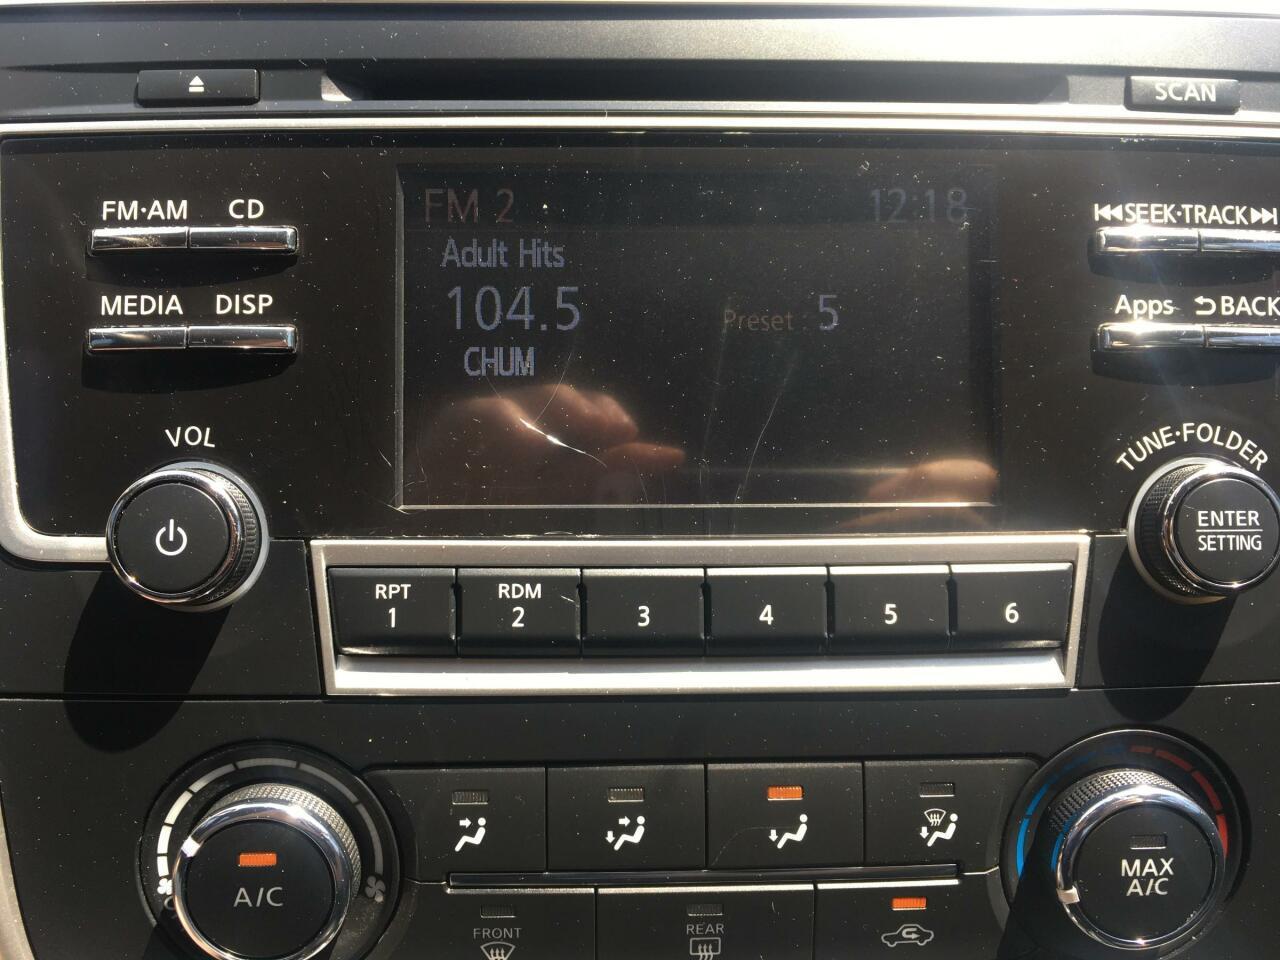 SCAN
FM·AM CD
MEDIA DISP
VOL
FM 2 12:18
Adult Hits
104.5 Preset 5
CHUM
SEEK·TRACK
Apps BACK
TUNE·FOLDER
ENTER
SETTING
RPT
1
RDM
2
3
4
5
6
A/C
MAX
A/C
FRONT
REAR